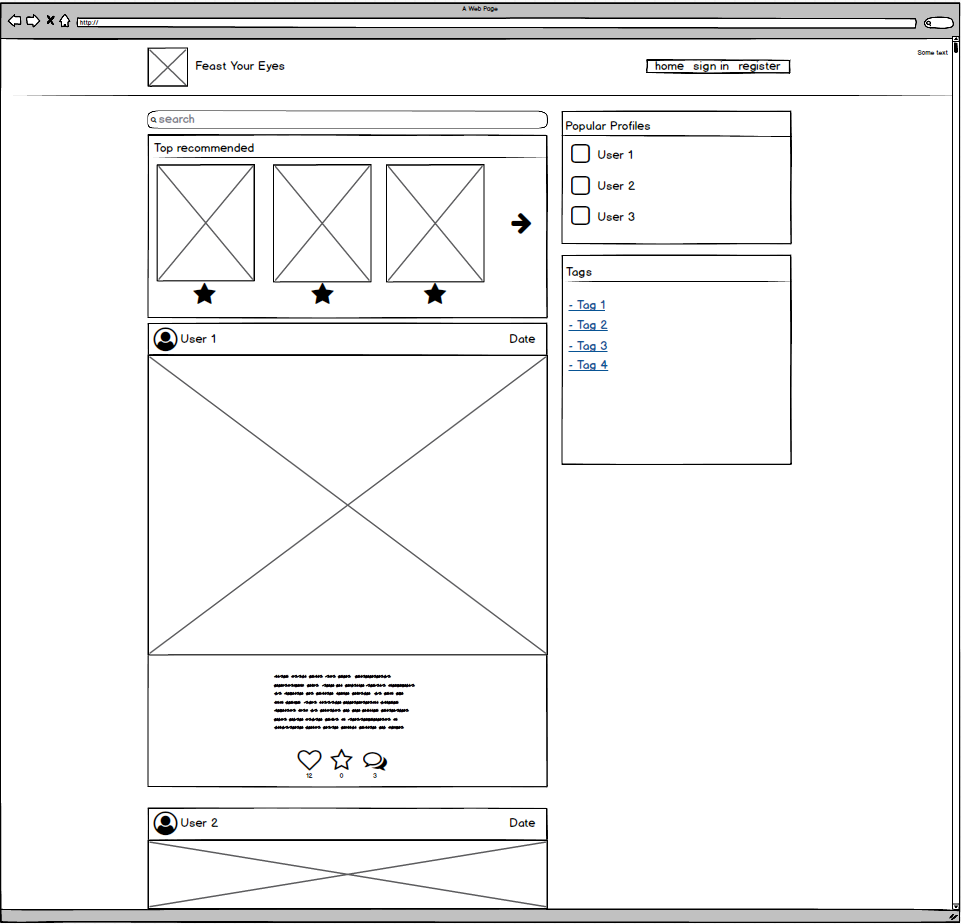 A Web Page
http://
Some text
Feast Your Eyes
home sign in register
search
Top recommended
User 1 Date
12 0 3
User 2 Date
Popular Profiles
User 1
User 2
User 3
Tags
- Tag 1
- Tag 2
- Tag 3
- Tag 4